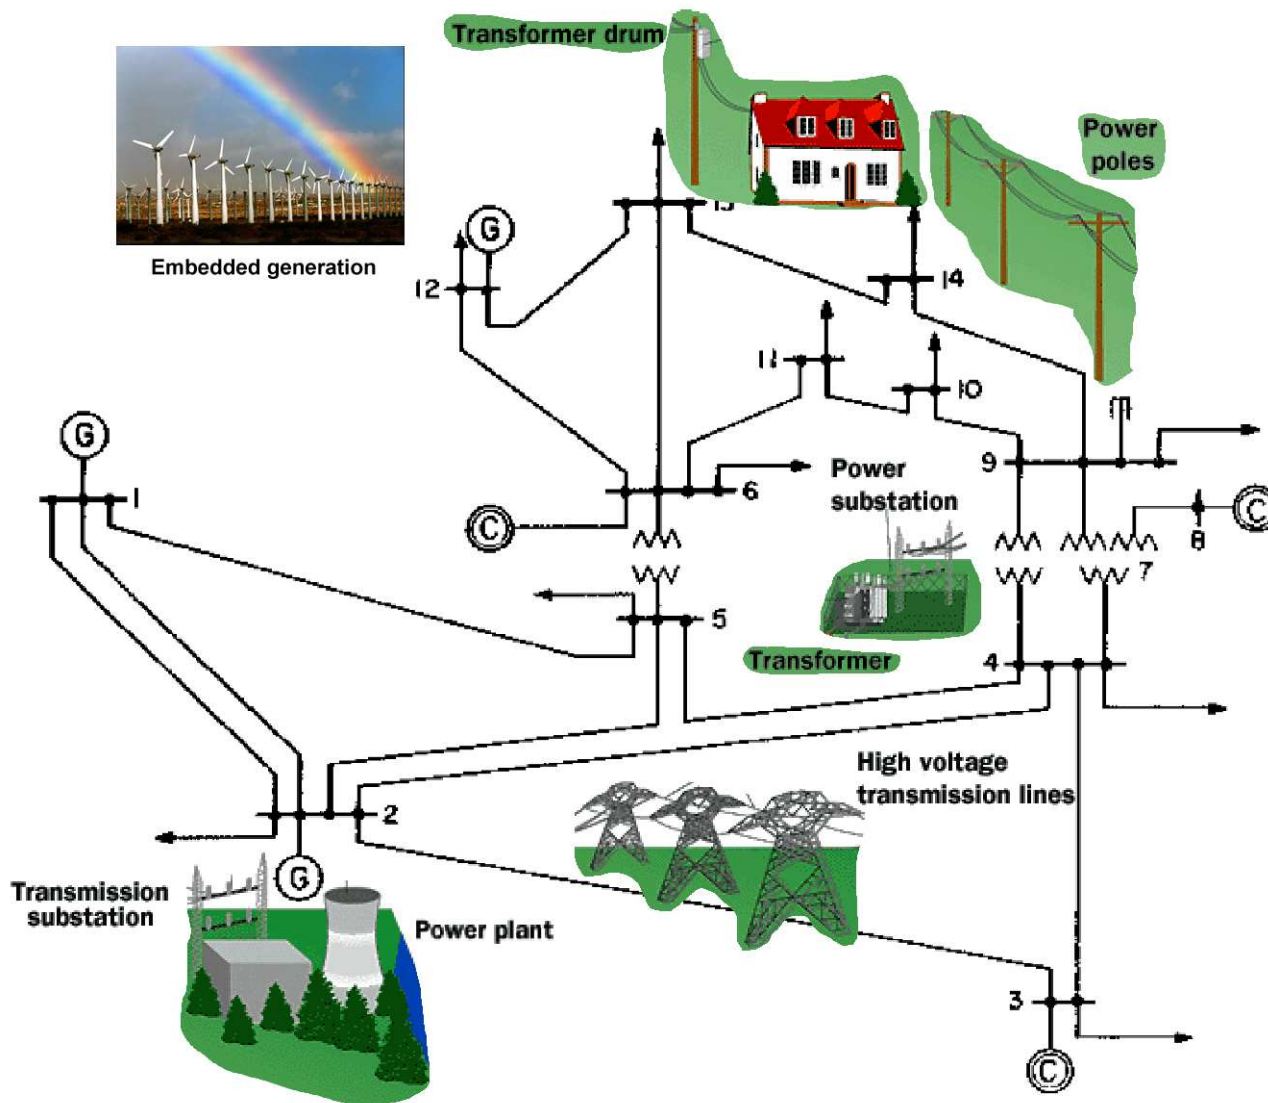 Transformer drum
Power
poles
Embedded generation
G
12
14
11
10
G
1
9
Power
substation
6
C
C
8
7
5
Transformer
4
High voltage
transmission lines
2
G
Transmission
substation
Power plant
3
C